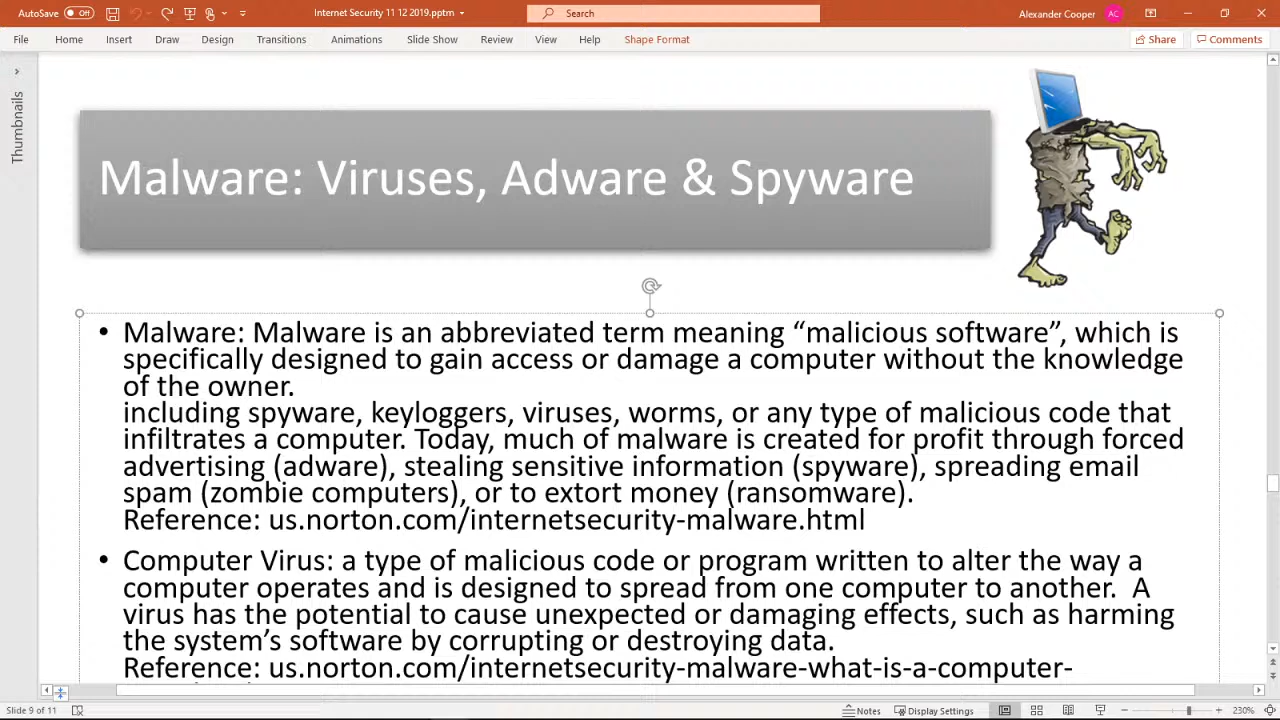 AutoSave Off Internet Security 11 12 2019.pptm Search Alexander Cooper AC
File Home Insert Draw Design Transitions Animations Slide Show Review View Help Shape Format Share Comments
Thumbnails
Malware: Viruses, Adware & Spyware
• Malware: Malware is an abbreviated term meaning “malicious software”, which is
specifically designed to gain access or damage a computer without the knowledge
of the owner.
including spyware, keyloggers, viruses, worms, or any type of malicious code that
infiltrates a computer. Today, much of malware is created for profit through forced
advertising (adware), stealing sensitive information (spyware), spreading email
spam (zombie computers), or to extort money (ransomware).
Reference: us.norton.com/internetsecurity-malware.html
• Computer Virus: a type of malicious code or program written to alter the way a
computer operates and is designed to spread from one computer to another. A
virus has the potential to cause unexpected or damaging effects, such as harming
the system’s software by corrupting or destroying data.
Reference: us.norton.com/internetsecurity-malware-what-is-a-computer-
Slide 9 of 11 Notes Display Settings 230%